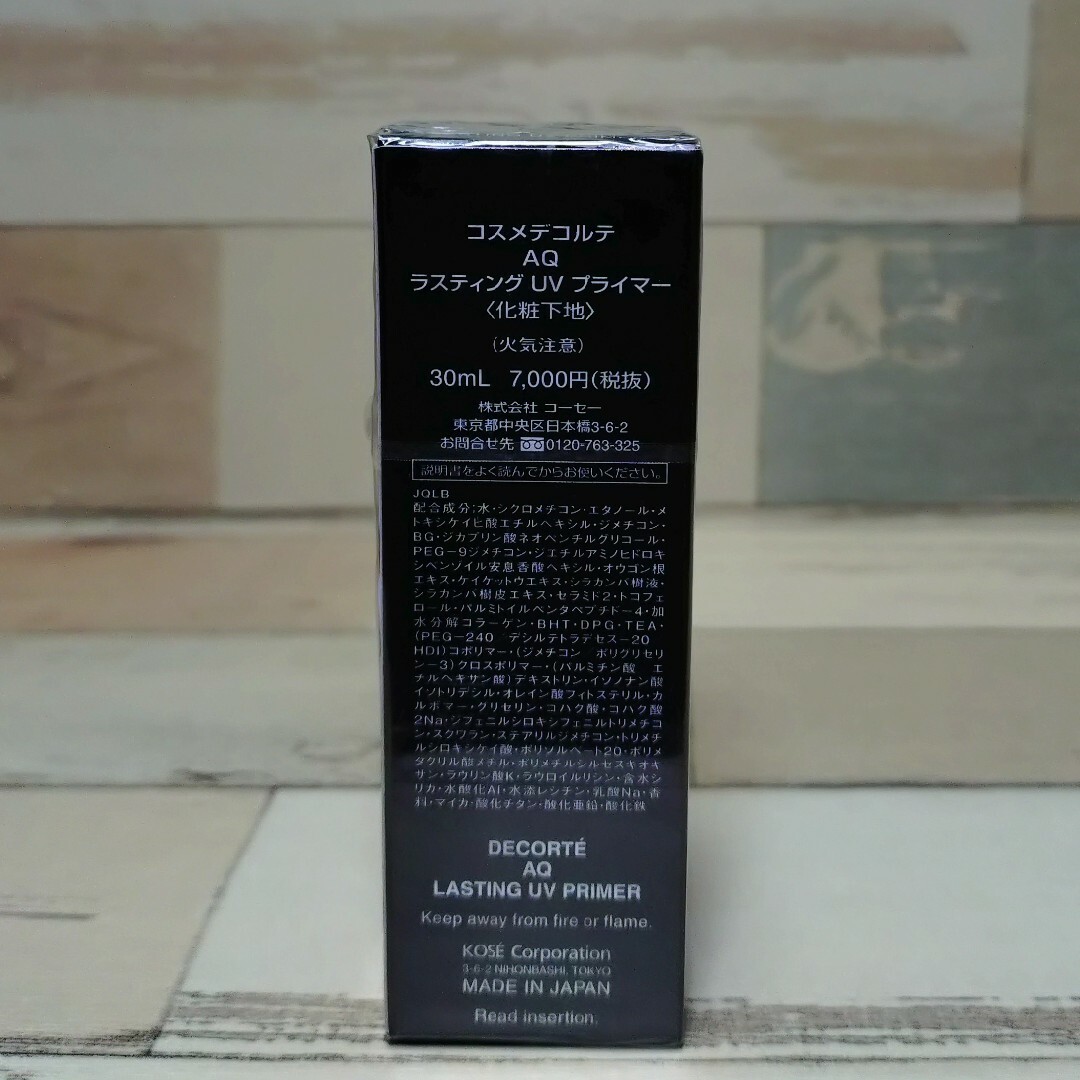 コスメデコルテ
AQ
ラスティング UV プライマー
〈化粧下地〉
(火気注意)
30mL 7,000円(税抜)
株式会社 コーセー
東京都中央区日本橋3-6-2
お問合せ先 0120-763-325
説明書をよく読んでからお使いください。
JQLB
配合成分:水・シクロメチコン・エタノール・メ
トキシケイヒ酸エチルヘキシル・ジメチコン・
BG・ジカプリン酸ネオペンチルグリコール・
PEG-9ジメチコン・ジエチルアミノヒドロキ
シベンゾイル安息香酸ヘキシル・オウゴン根
エキス・ケイケットウエキス・シラカンバ樹液・
シラカンバ樹皮エキス・セラミド2・トコフェ
ロール・パルミトイルペンタペプチド-4・加
水分解コラーゲン・BHT・DPG・TEA・
(PEG-240 デシルテトラデセス-20
HDI)コポリマー・(ジメチコン ポリグリセリ
ン-3)クロスポリマー・(パルミチン酸 エ
チルヘキサン酸)デキストリン・イソノナン酸
イソトリデシル・オレイン酸フィトステリル・カ
ルボマー・グリセリン・コハク酸・コハク酸
2Na・ジフェニルシロキシフェニルトリメチコ
ン・スクワラン・ステアリルジメチコン・トリメチ
ルシロキシケイ酸・ポリソルベート20・ポリメ
タクリル酸メチル・ポリメチルシルセスキオキ
サン・ラウリン酸K・ラウロイルリシン・含水シ
リカ・水酸化Al・水添レシチン・乳酸Na・香
料・マイカ・酸化チタン・酸化亜鉛・酸化鉄
DECORTÉ
AQ
LASTING UV PRIMER
Keep away from fire or flame.
KOSÉ Corporation
3-6-2 NIHONBASHI, TOKYO
MADE IN JAPAN
Read insertion.